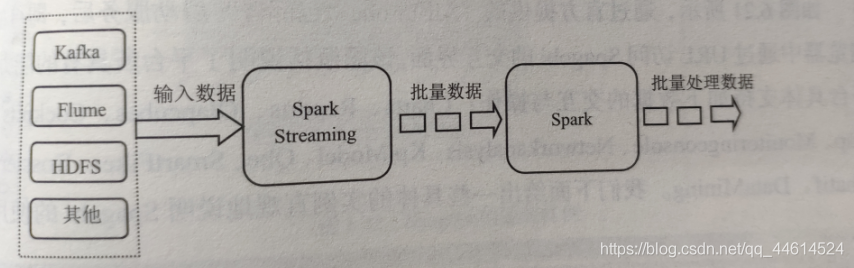 Kafka
Flume
HDFS
其他
输入数据
Spark
Streaming
批量数据
Spark
批量处理数据
https://blog.csdn.net/qq_44614524